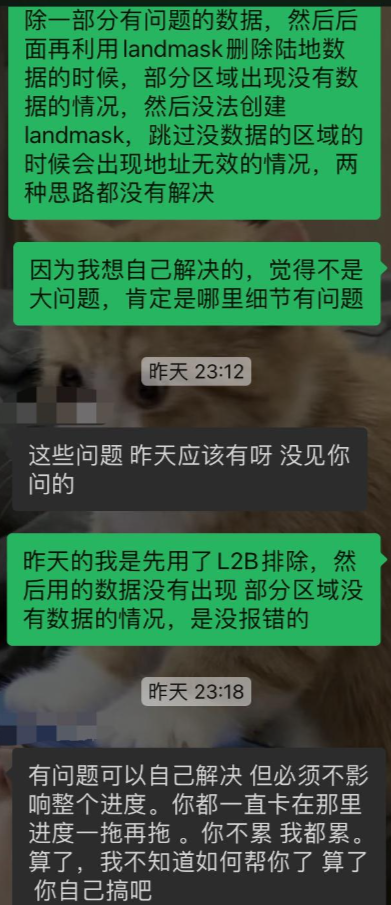 除一部分有问题的数据，然后后
面再利用landmask删除陆地数
据的时候，部分区域出现没有数
据的情况，然后没法创建
landmask，跳过没数据的区域的
时候会出现地址无效的情况，两
种思路都没有解决
因为我想自己解决的，觉得不是
大问题，肯定是哪里细节有问题
昨天 23:12
这些问题 昨天应该有呀 没见你
问的
昨天的我是先用了L2B排除，然
后用的数据没有出现 部分区域没
有数据的情况，是没报错的
昨天 23:18
有问题可以自己解决 但必须不影
响整个进度。你都一直卡在那里
进度一拖再拖 。你不累 我都累。
算了，我不知道如何帮你了 算了
你自己搞吧